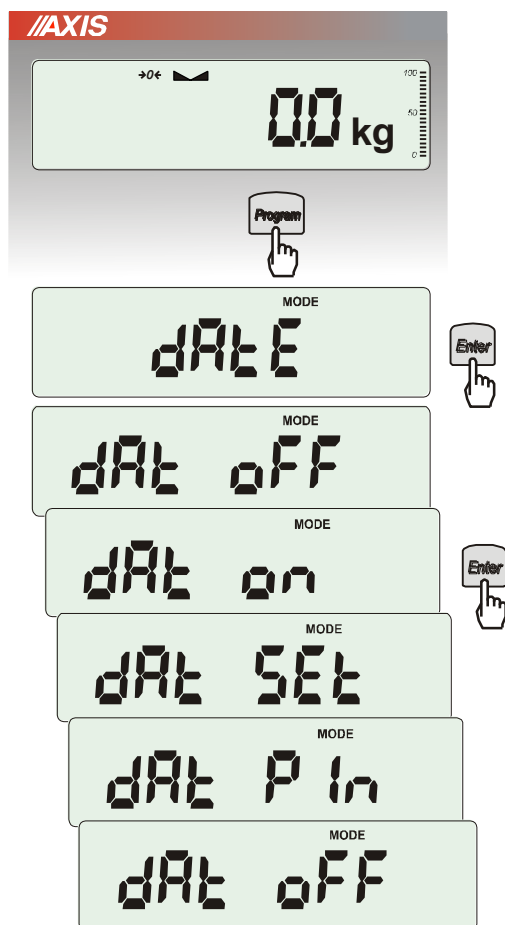 //AXIS
→0←
100
50
0
0.0 kg
Program
MODE
dAtE
Enter
MODE
dAt oFF
MODE
dAt on
Enter
MODE
dAt SEt
MODE
dAt PIn
MODE
dAt oFF